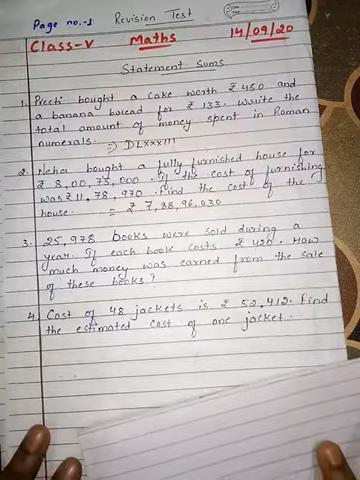 Page no.-1 Revision Test
Class-V Maths 14/09/20
Statement Sums
1. Preeti bought a cake worth ₹ 450 and
a banana bread for ₹ 133. Write the
total amount of money spent in Roman
numerals. ⇒ DLXXXIII
2. Neha bought a fully furnished house for
₹ 8,00,75,000. If the cost of furnishing
was ₹ 11,78,970. Find the cost of the
house. = ₹ 7,88,96,030
3. 25,978 books were sold during a
year. If each book costs ₹ 420. How
much money was earned from the sale
of these books?
4. Cost of 48 jackets is ₹ 52,412. Find
the estimated cost of one jacket.